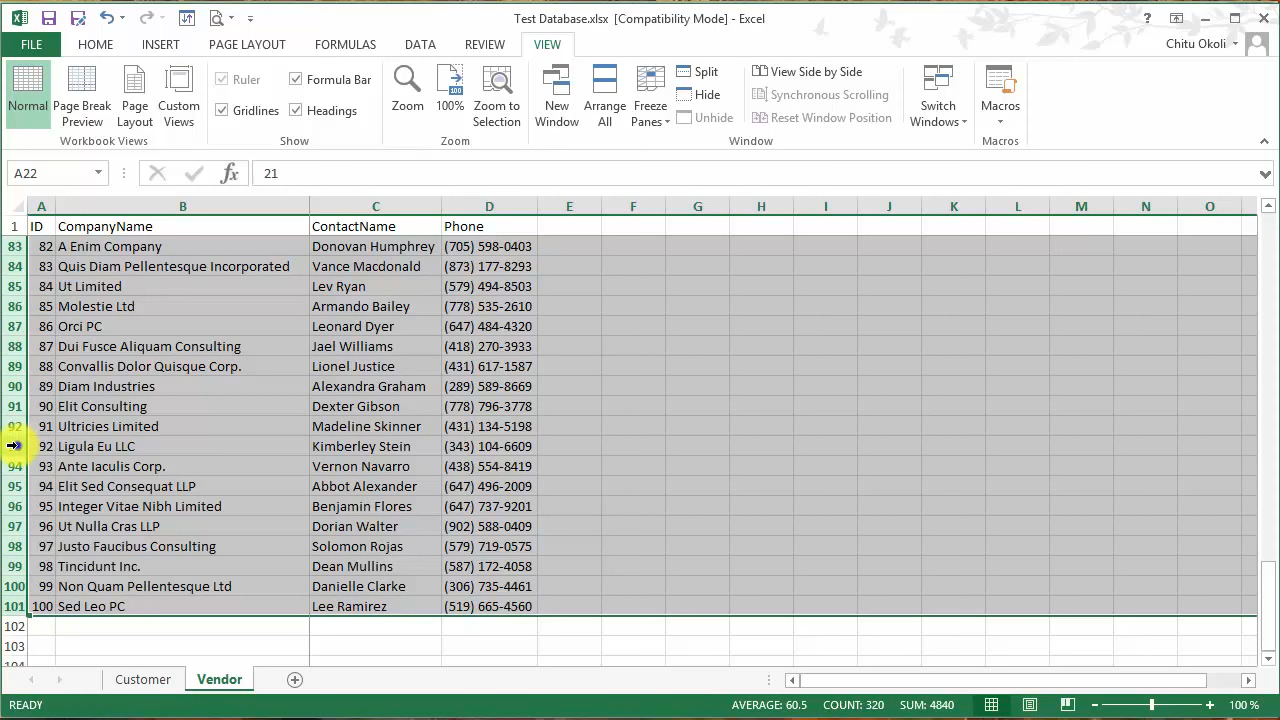 Test Database.xlsx [Compatibility Mode] - Excel
?
FILE HOME INSERT PAGE LAYOUT FORMULAS DATA REVIEW VIEW
Chitu Okoli
Normal
Page Break Preview
Page Layout
Custom Views
Workbook Views
Ruler
Formula Bar
Gridlines
Headings
Show
Zoom
100%
Zoom to Selection
Zoom
New Window
Arrange All
Freeze Panes
Split
Hide
Unhide
View Side by Side
Synchronous Scrolling
Reset Window Position
Window
Switch Windows
Macros
Macros
A22 fx 21
A B C D E F G H I J K L M N O
1 ID CompanyName ContactName Phone
83 82 A Enim Company Donovan Humphrey (705) 598-0403
84 83 Quis Diam Pellentesque Incorporated Vance Macdonald (873) 177-8293
85 84 Ut Limited Lev Ryan (579) 494-8503
86 85 Molestie Ltd Armando Bailey (778) 535-2610
87 86 Orci PC Leonard Dyer (647) 484-4320
88 87 Dui Fusce Aliquam Consulting Jael Williams (418) 270-3933
89 88 Convallis Dolor Quisque Corp. Lionel Justice (431) 617-1587
90 89 Diam Industries Alexandra Graham (289) 589-8669
91 90 Elit Consulting Dexter Gibson (778) 796-3778
92 91 Ultricies Limited Madeline Skinner (431) 134-5198
92 Ligula Eu LLC Kimberley Stein (343) 104-6609
94 93 Ante Iaculis Corp. Vernon Navarro (438) 554-8419
95 94 Elit Sed Consequat LLP Abbot Alexander (647) 496-2009
96 95 Integer Vitae Nibh Limited Benjamin Flores (647) 737-9201
97 96 Ut Nulla Cras LLP Dorian Walter (902) 588-0409
98 97 Justo Faucibus Consulting Solomon Rojas (579) 719-0575
99 98 Tincidunt Inc. Dean Mullins (587) 172-4058
100 99 Non Quam Pellentesque Ltd Danielle Clarke (306) 735-4461
101 100 Sed Leo PC Lee Ramirez (519) 665-4560
102
103
Customer Vendor
READY AVERAGE: 60.5 COUNT: 320 SUM: 4840 100 %